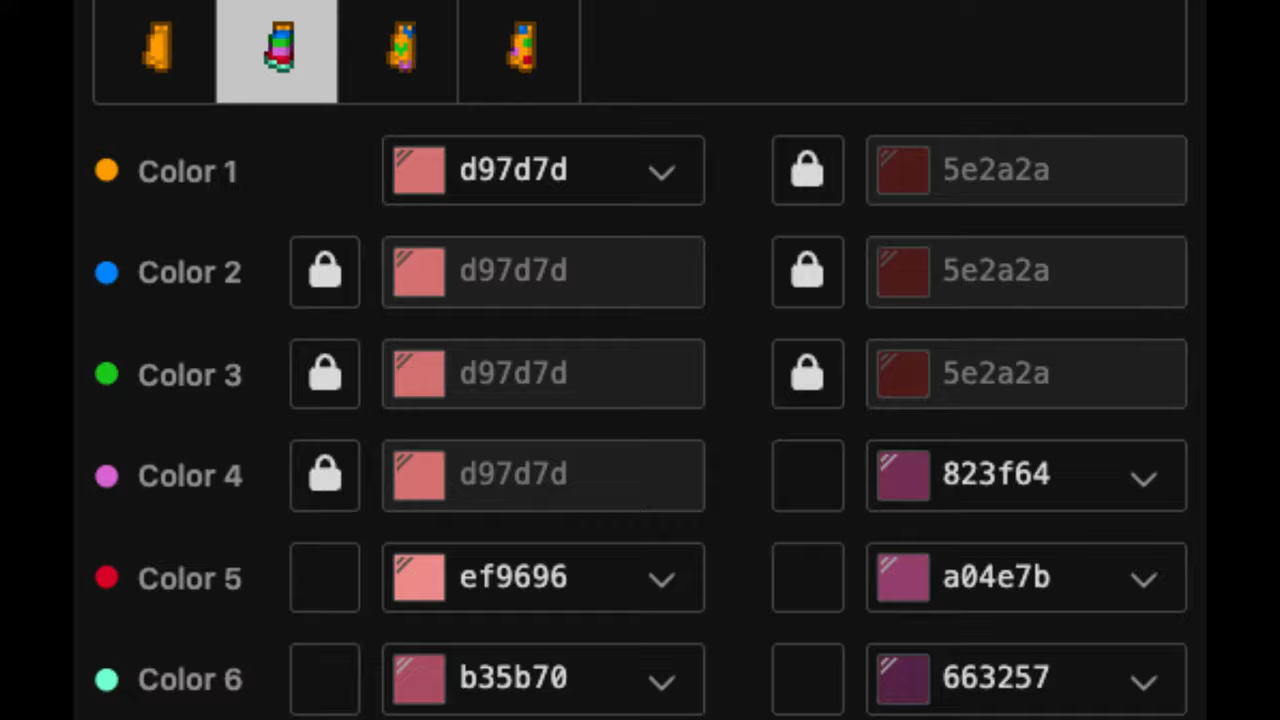 Color 1 d97d7d 5e2a2a
Color 2 d97d7d 5e2a2a
Color 3 d97d7d 5e2a2a
Color 4 d97d7d 823f64
Color 5 ef9696 a04e7b
Color 6 b35b70 663257